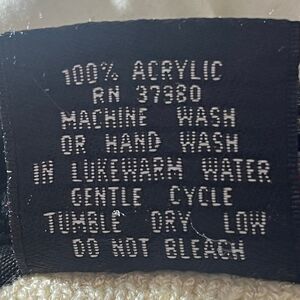 100% ACRYLIC
RN 37980
MACHINE WASH
OR HAND WASH
IN LUKEWARM WATER
GENTLE CYCLE
TUMBLE DRY LOW
DO NOT BLEACH